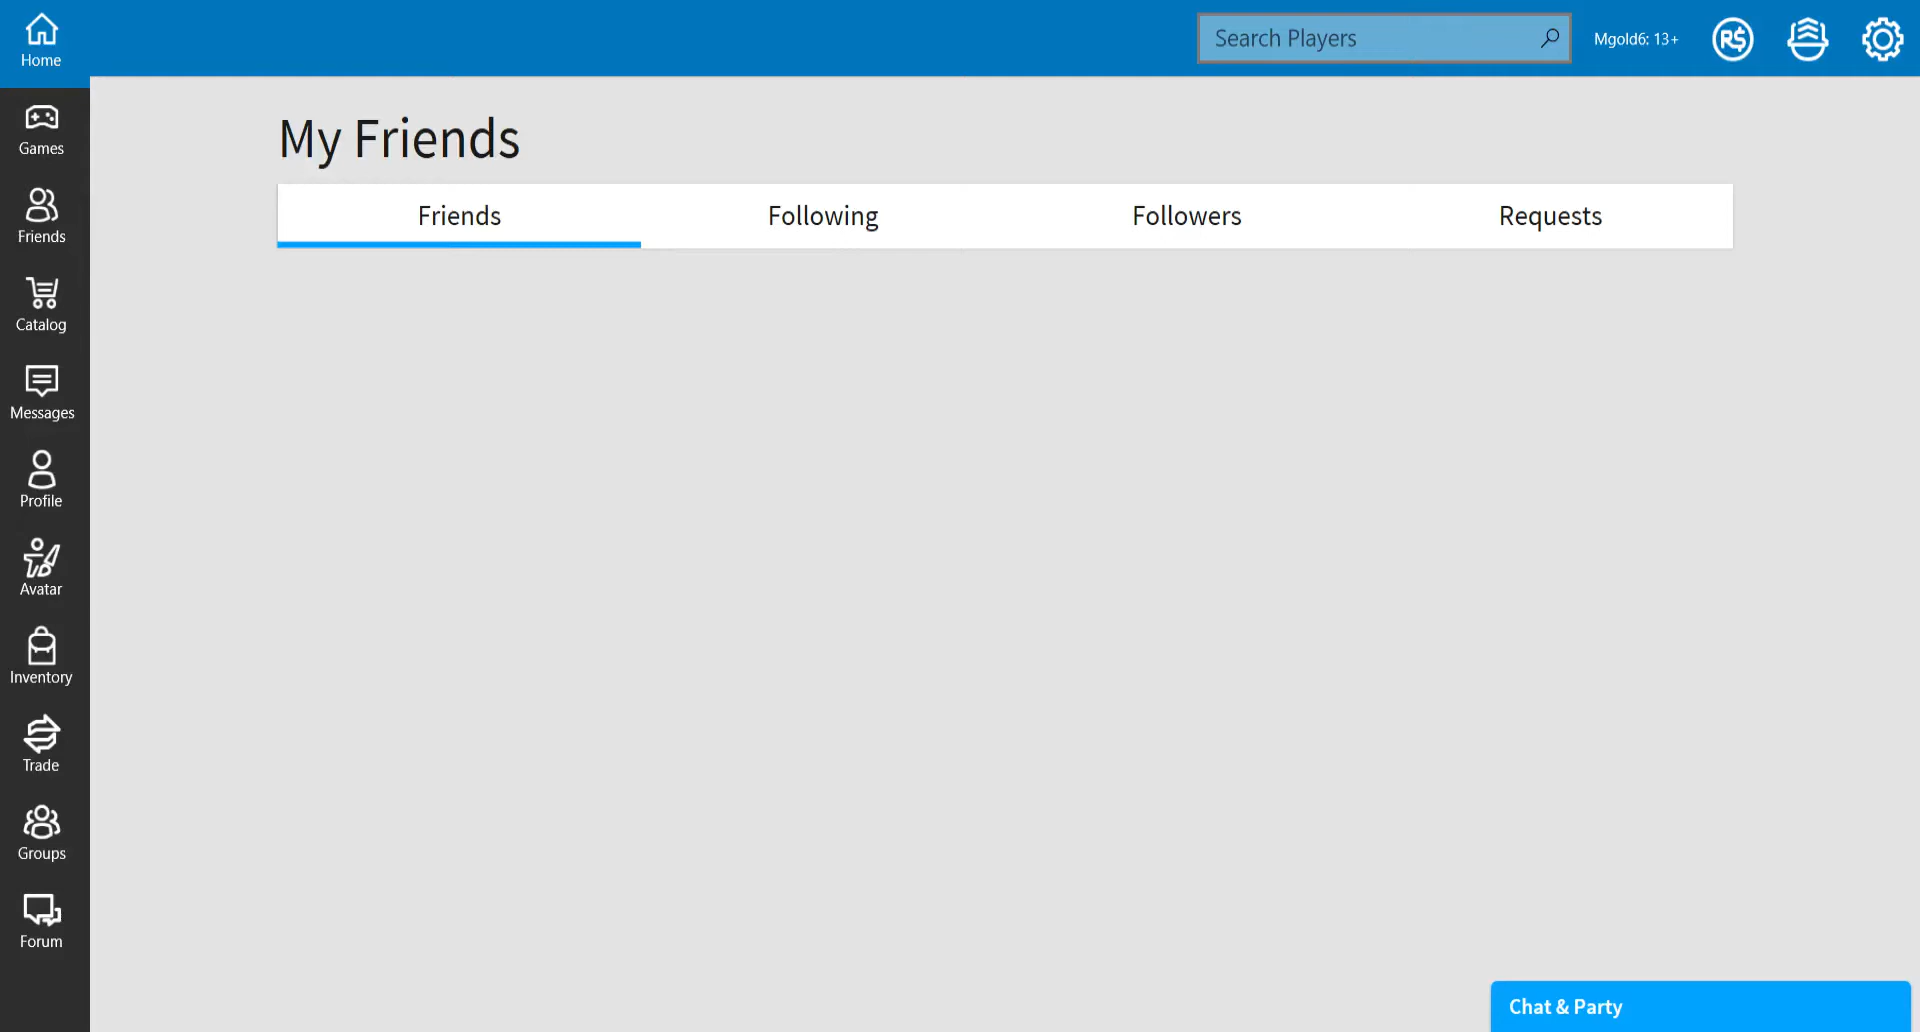 Home
Search Players
Mgold6: 13+
R$
Games
Friends
Catalog
Messages
Profile
Avatar
Inventory
Trade
Groups
Forum
My Friends
Friends
Following
Followers
Requests
Chat & Party